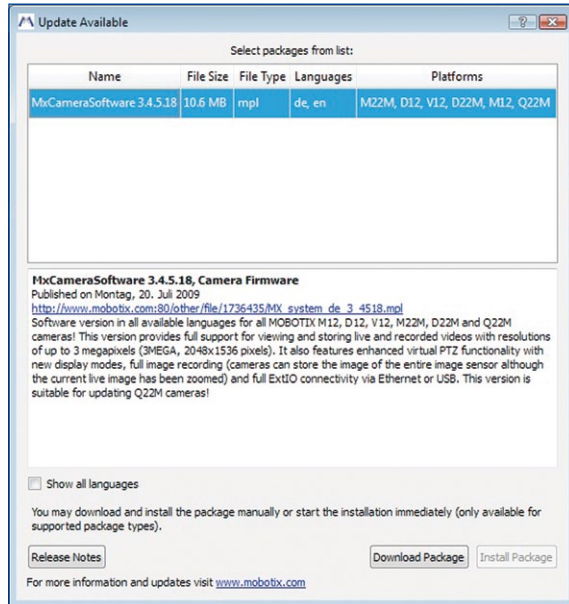 Update Available
Select packages from list:
Name File Size File Type Languages Platforms
MxCameraSoftware 3.4.5.18 10.6 MB mpl de, en M22M, D12, V12, D22M, M12, Q22M
MxCameraSoftware 3.4.5.18, Camera Firmware
Published on Montag, 20. Juli 2009
http://www.mobotix.com:80/other/file/1736435/MX_system_de_3_4518.mpl
Software version in all available languages for all MOBOTIX M12, D12, V12, M22M, D22M and Q22M
cameras! This version provides full support for viewing and storing live and recorded videos with resolutions
of up to 3 megapixels (3MEGA, 2048x1536 pixels). It also features enhanced virtual PTZ functionality with
new display modes, full image recording (cameras can store the image of the entire image sensor although
the current live image has been zoomed) and full ExtIO connectivity via Ethernet or USB. This version is
suitable for updating Q22M cameras!
Show all languages
You may download and install the package manually or start the installation immediately (only available for
supported package types).
Release Notes Download Package Install Package
For more information and updates visit www.mobotix.com